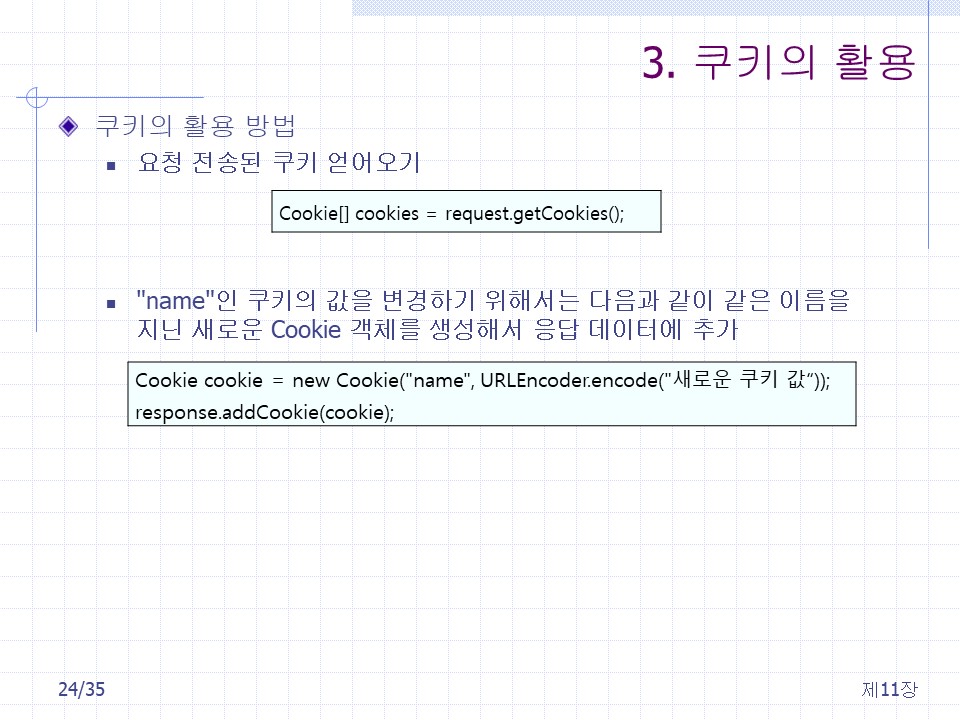 3. 쿠키의 활용
쿠키의 활용 방법
요청 전송된 쿠키 얻어오기
Cookie[] cookies = request.getCookies();
"name"인 쿠키의 값을 변경하기 위해서는 다음과 같이 같은 이름을
지닌 새로운 Cookie 객체를 생성해서 응답 데이터에 추가
Cookie cookie = new Cookie("name", URLEncoder.encode("새로운 쿠키 값“));
response.addCookie(cookie);
24/35
제11장